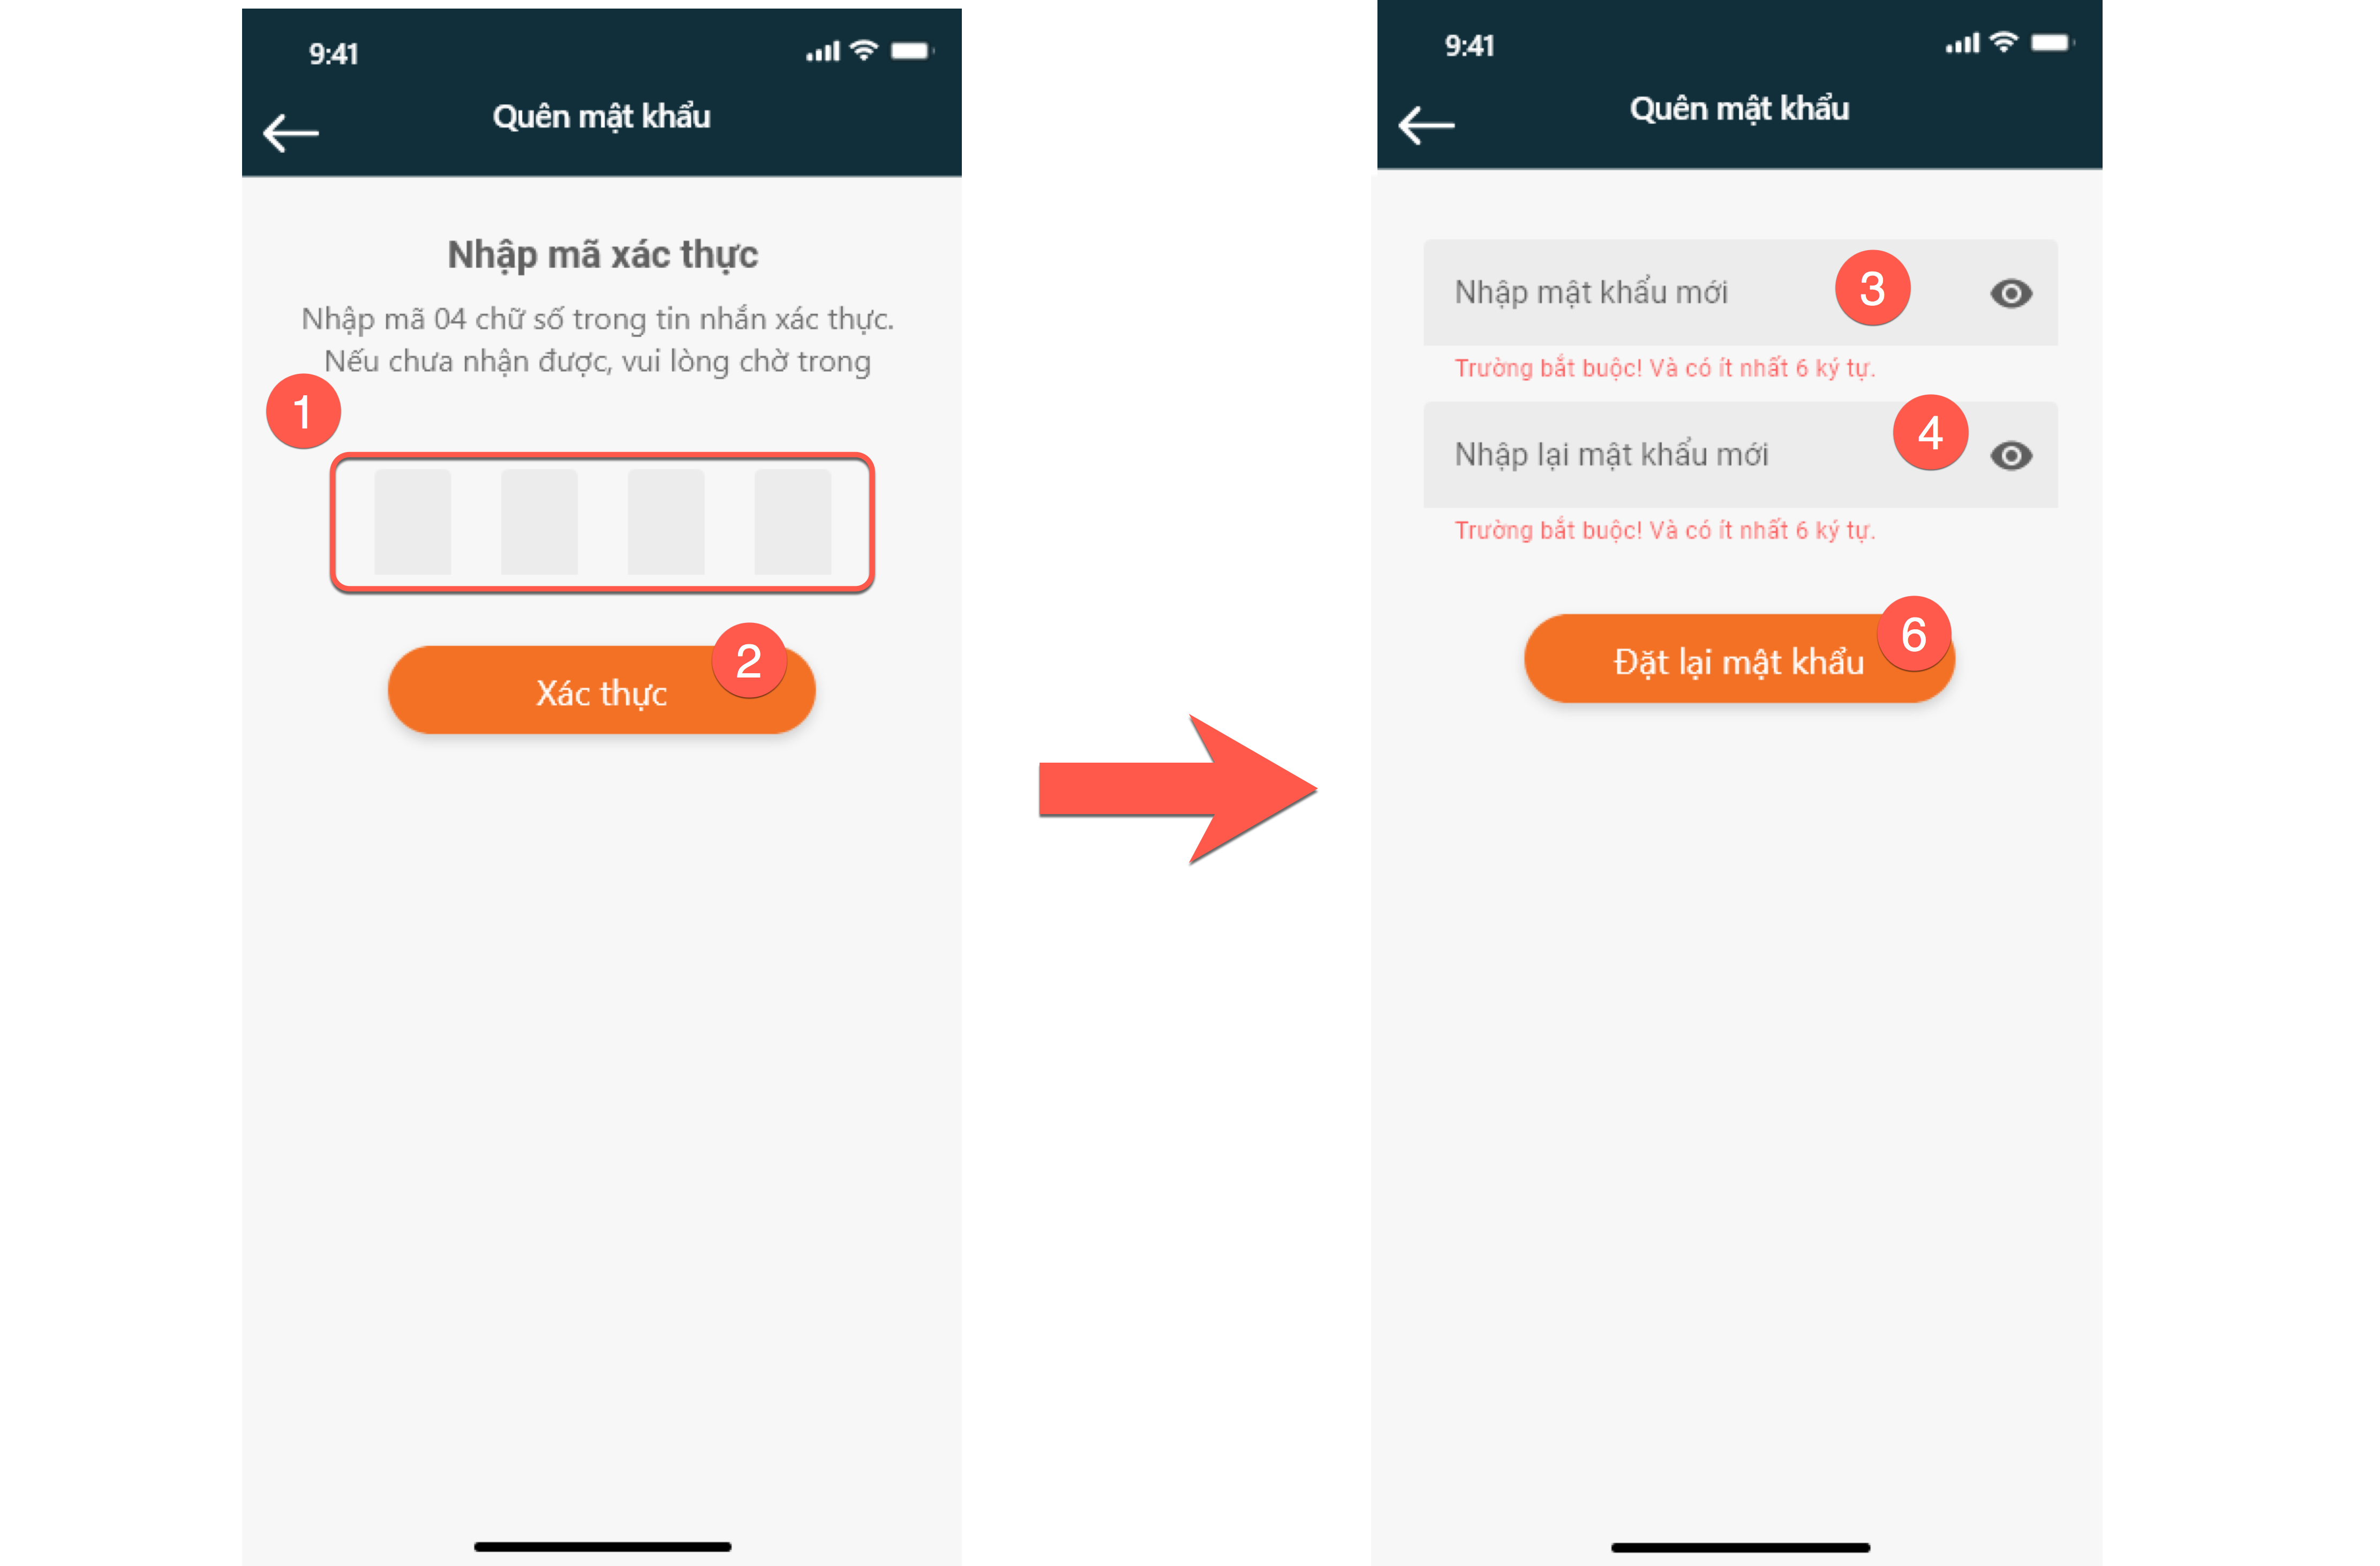 9:41
Quên mật khẩu
Nhập mã xác thực
Nhập mã 04 chữ số trong tin nhắn xác thực.
Nếu chưa nhận được, vui lòng chờ trong
1
2
Xác thực
9:41
Quên mật khẩu
Nhập mật khẩu mới
3
Trường bắt buộc! Và có ít nhất 6 ký tự.
4
Nhập lại mật khẩu mới
Trường bắt buộc! Và có ít nhất 6 ký tự.
6
Đặt lại mật khẩu